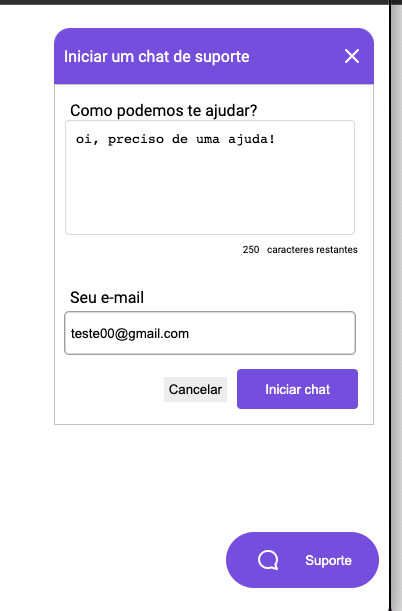 Iniciar um chat de suporte
Como podemos te ajudar?
oi, preciso de uma ajuda!
250 caracteres restantes
Seu e-mail
teste00@gmail.com
Cancelar
Iniciar chat
Suporte